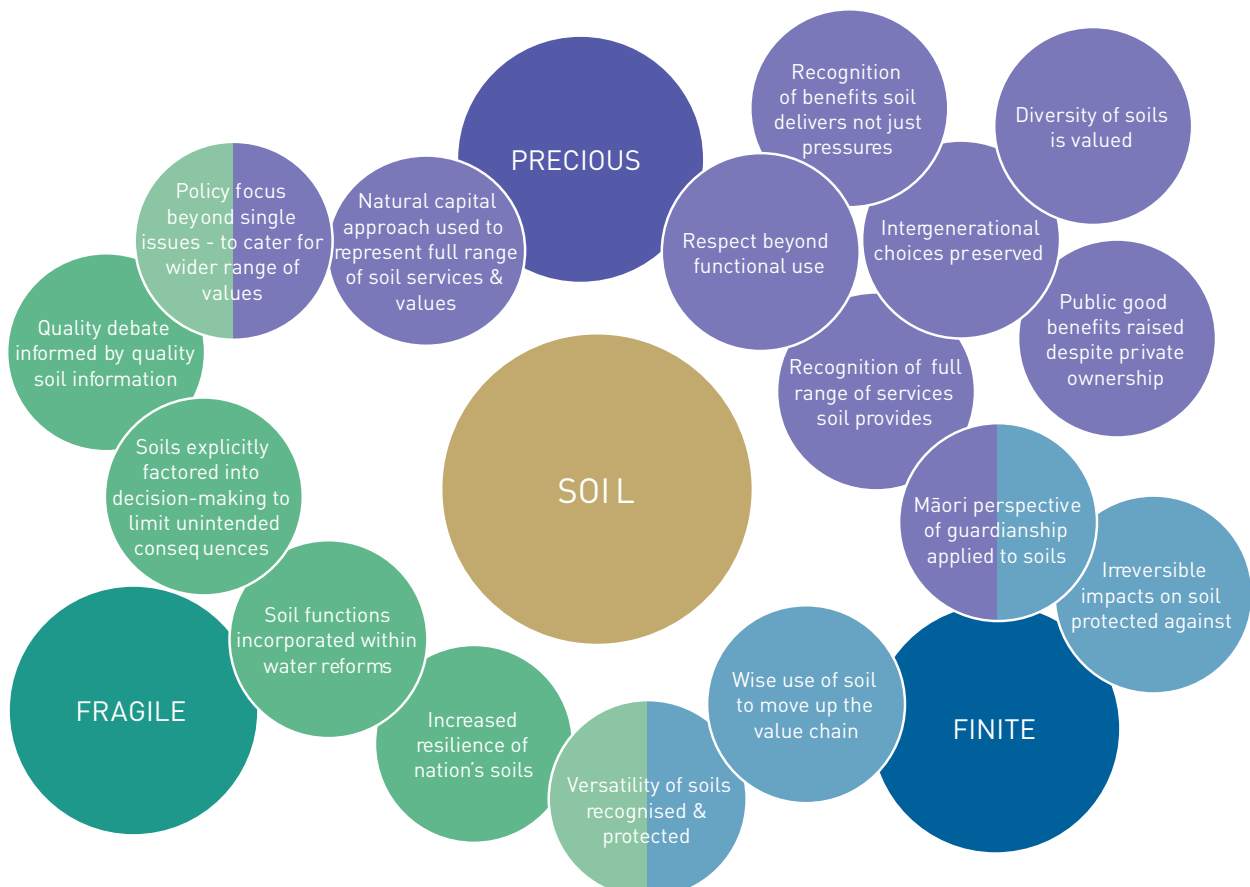 PRECIOUS
Recognition
of benefits soil
delivers not just
pressures
Diversity of soils
is valued
Policy focus
beyond single
issues - to cater for
wider range of
values
Natural capital
approach used to
represent full range
of soil services &
values
Respect beyond
functional use
Intergenerational
choices preserved
Quality debate
informed by quality
soil information
Public good
benefits raised
despite private
ownership
Recognition of full
range of services
soil provides
Soils explicitly
factored into
decision-making to
limit unintended
consequences
SOIL
Māori perspective
of guardianship
applied to soils
Irreversible
impacts on soil
protected against
Soil functions
incorporated within
water reforms
FRAGILE
Increased
resilience of
nation's soils
Wise use of soil
to move up the
value chain
FINITE
Versatility of soils
recognised &
protected